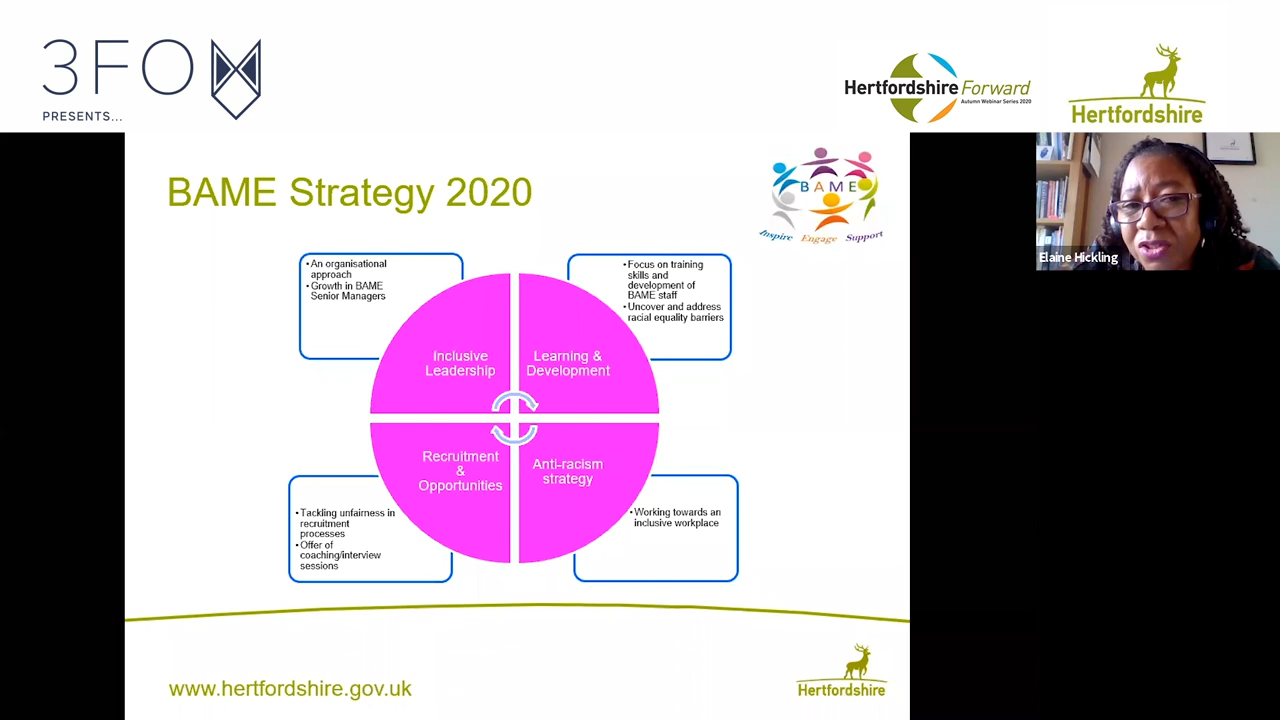 3FOX
PRESENTS...
Hertfordshire Forward
Autumn Webinar Series 2020
Hertfordshire
BAME Strategy 2020
BAME
Inspire Engage Support
Elaine Hickling
•An organisational
approach
•Growth in BAME
Senior Managers
•Focus on training
skills and
development of
BAME staff
•Uncover and address
racial equality barriers
Inclusive
Leadership
Learning &
Development
Recruitment
&
Opportunities
Anti-racism
strategy
•Tackling unfairness in
recruitment
processes
•Offer of
coaching/interview
sessions
•Working towards an
inclusive workplace
www.hertfordshire.gov.uk
Hertfordshire